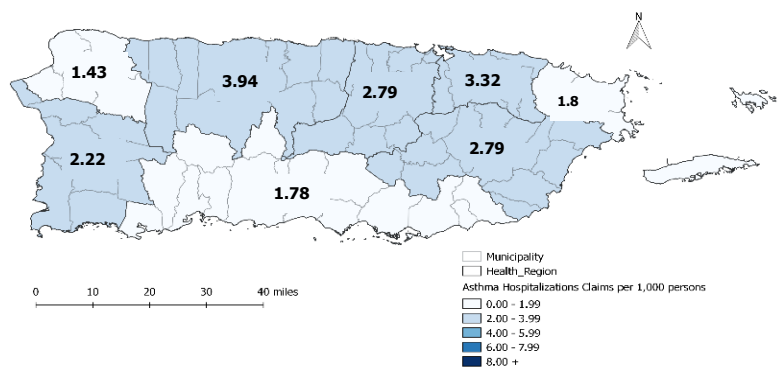 N
1.43
3.94
2.79
3.32
1.8
2.22
2.79
1.78
Municipality
Health_Region
Asthma Hospitalizations Claims per 1,000 persons
0.00 - 1.99
2.00 - 3.99
4.00 - 5.99
6.00 - 7.99
8.00 +
0 10 20 30 40 miles